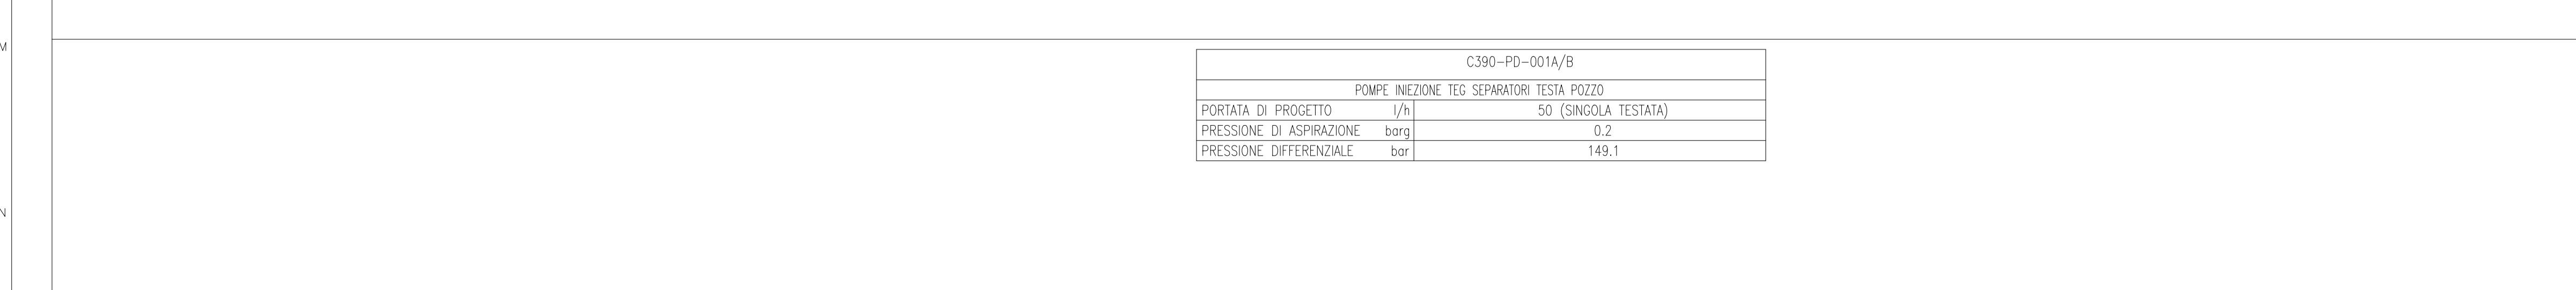 M
C390-PD-001A/B
POMPE INIEZIONE TEG SEPARATORI TESTA POZZO
PORTATA DI PROGETTO l/h 50 (SINGOLA TESTATA)
PRESSIONE DI ASPIRAZIONE barg 0.2
PRESSIONE DIFFERENZIALE bar 149.1
N